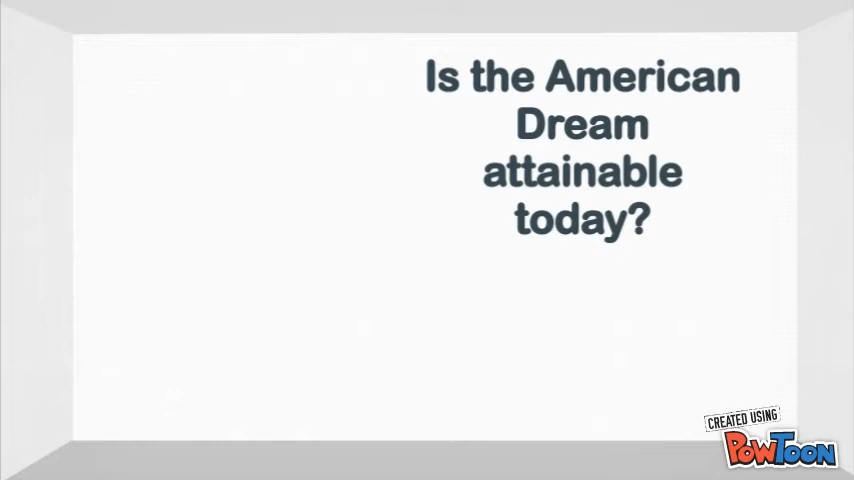 Is the American
Dream
attainable
today?
CREATED USING
POWTOON